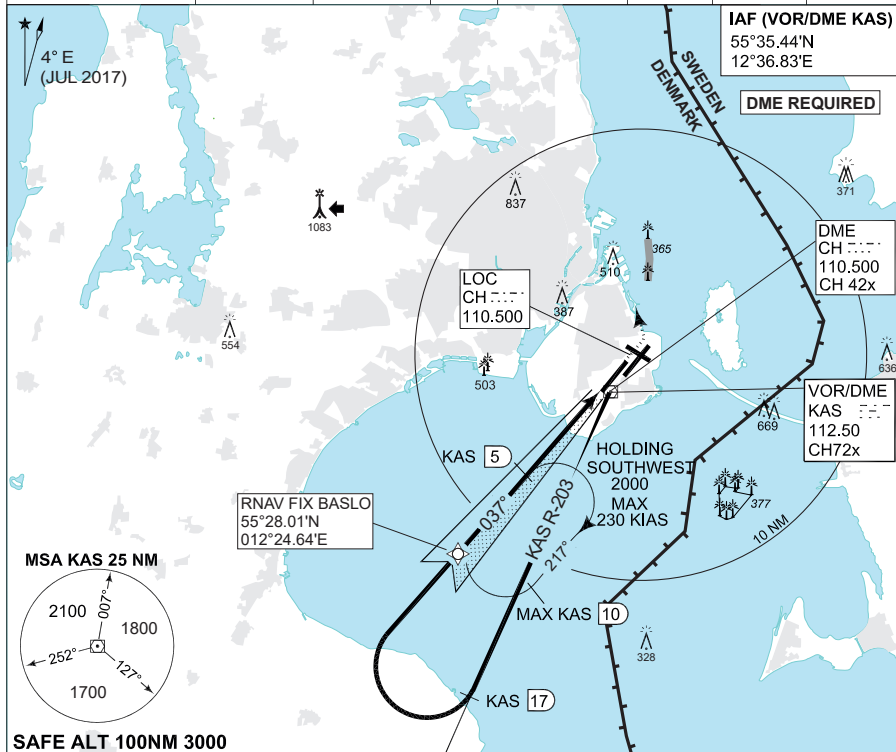 4° E
(JUL 2017)
IAF (VOR/DME KAS)
55°35.44'N
12°36.83'E
DME REQUIRED
SWEDEN
DENMARK
371
837
1083
365
510
DME
CH
110.500
CH 42x
LOC
CH
110.500
387
554
503
636
VOR/DME
KAS
112.50
CH72x
669
KAS 5
HOLDING
SOUTHWEST
2000
MAX
230 KIAS
377
RNAV FIX BASLO
55°28.01'N
012°24.64'E
037°
KAS R-203
217°
10 NM
MSA KAS 25 NM
007°
2100
1800
252°
127°
1700
MAX KAS 10
328
KAS 17
SAFE ALT 100NM 3000